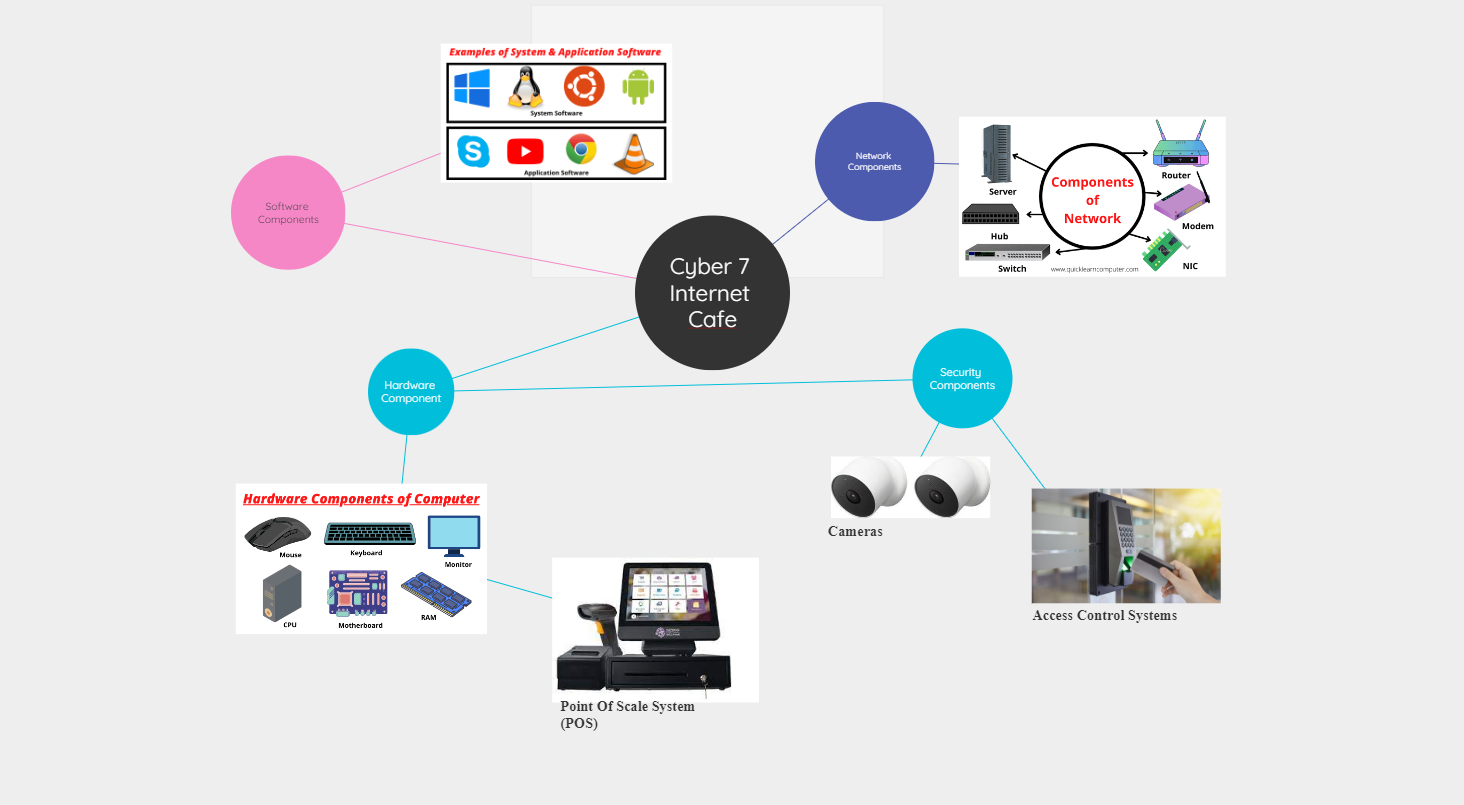 Examples of System & Application Software
System Software
Application Software
Software
Components
Network
Components
Components
of
Network
Server
Router
Hub
Modem
Switch
NIC
www.quicklearncomputer.com
Cyber 7
Internet
Cafe
Hardware
Component
Security
Components
Hardware Components of Computer
Mouse
Keyboard
Monitor
CPU
Motherboard
RAM
Cameras
Access Control Systems
Point Of Scale System
(POS)